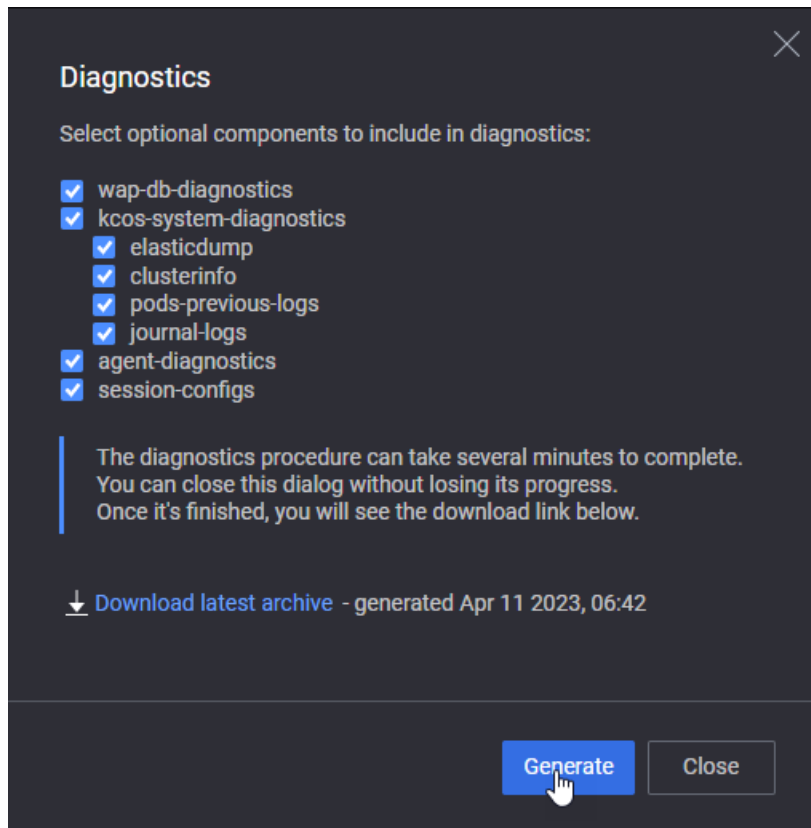 Diagnostics
Select optional components to include in diagnostics:
wap-db-diagnostics
kcos-system-diagnostics
elasticdump
clusterinfo
pods-previous-logs
journal-logs
agent-diagnostics
session-configs
The diagnostics procedure can take several minutes to complete.
You can close this dialog without losing its progress.
Once it's finished, you will see the download link below.
Download latest archive - generated Apr 11 2023, 06:42
Generate Close